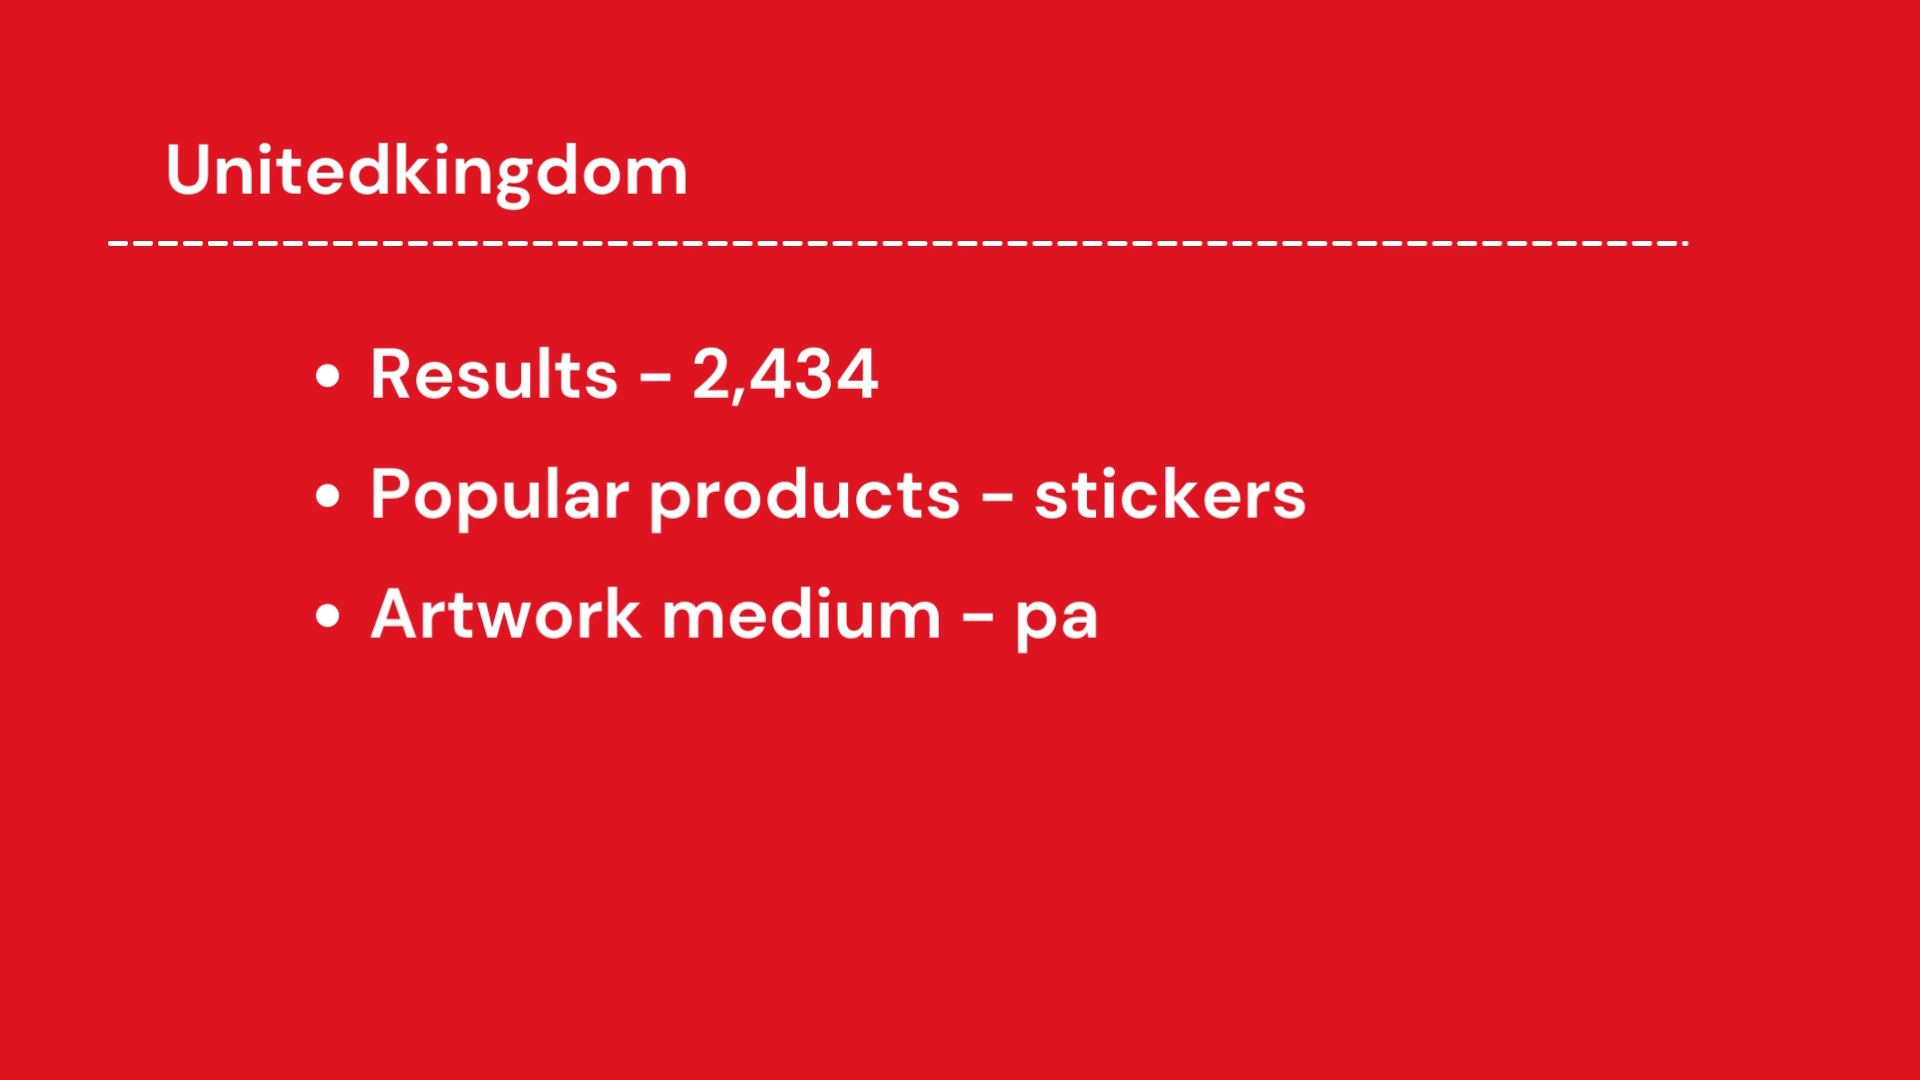 Unitedkingdom
• Results - 2,434
• Popular products - stickers
• Artwork medium - pa